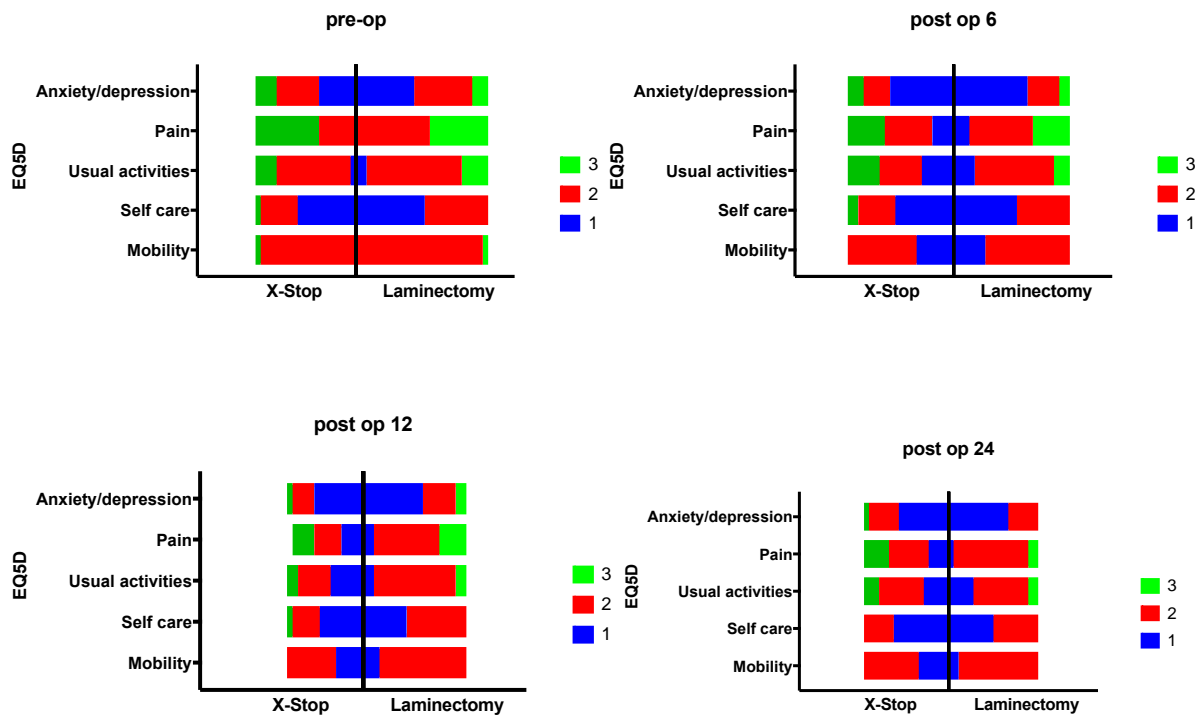 pre-op
Anxiety/depression
Pain
Usual activities
Self care
Mobility
EQ5D
3
2
1
X-Stop
Laminectomy
post op 6
Anxiety/depression
Pain
Usual activities
Self care
Mobility
EQ5D
3
2
1
X-Stop
Laminectomy
post op 12
Anxiety/depression
Pain
Usual activities
Self care
Mobility
EQ5D
3
2
1
X-Stop
Laminectomy
post op 24
Anxiety/depression
Pain
Usual activities
Self care
Mobility
EQ5D
3
2
1
X-Stop
Laminectomy